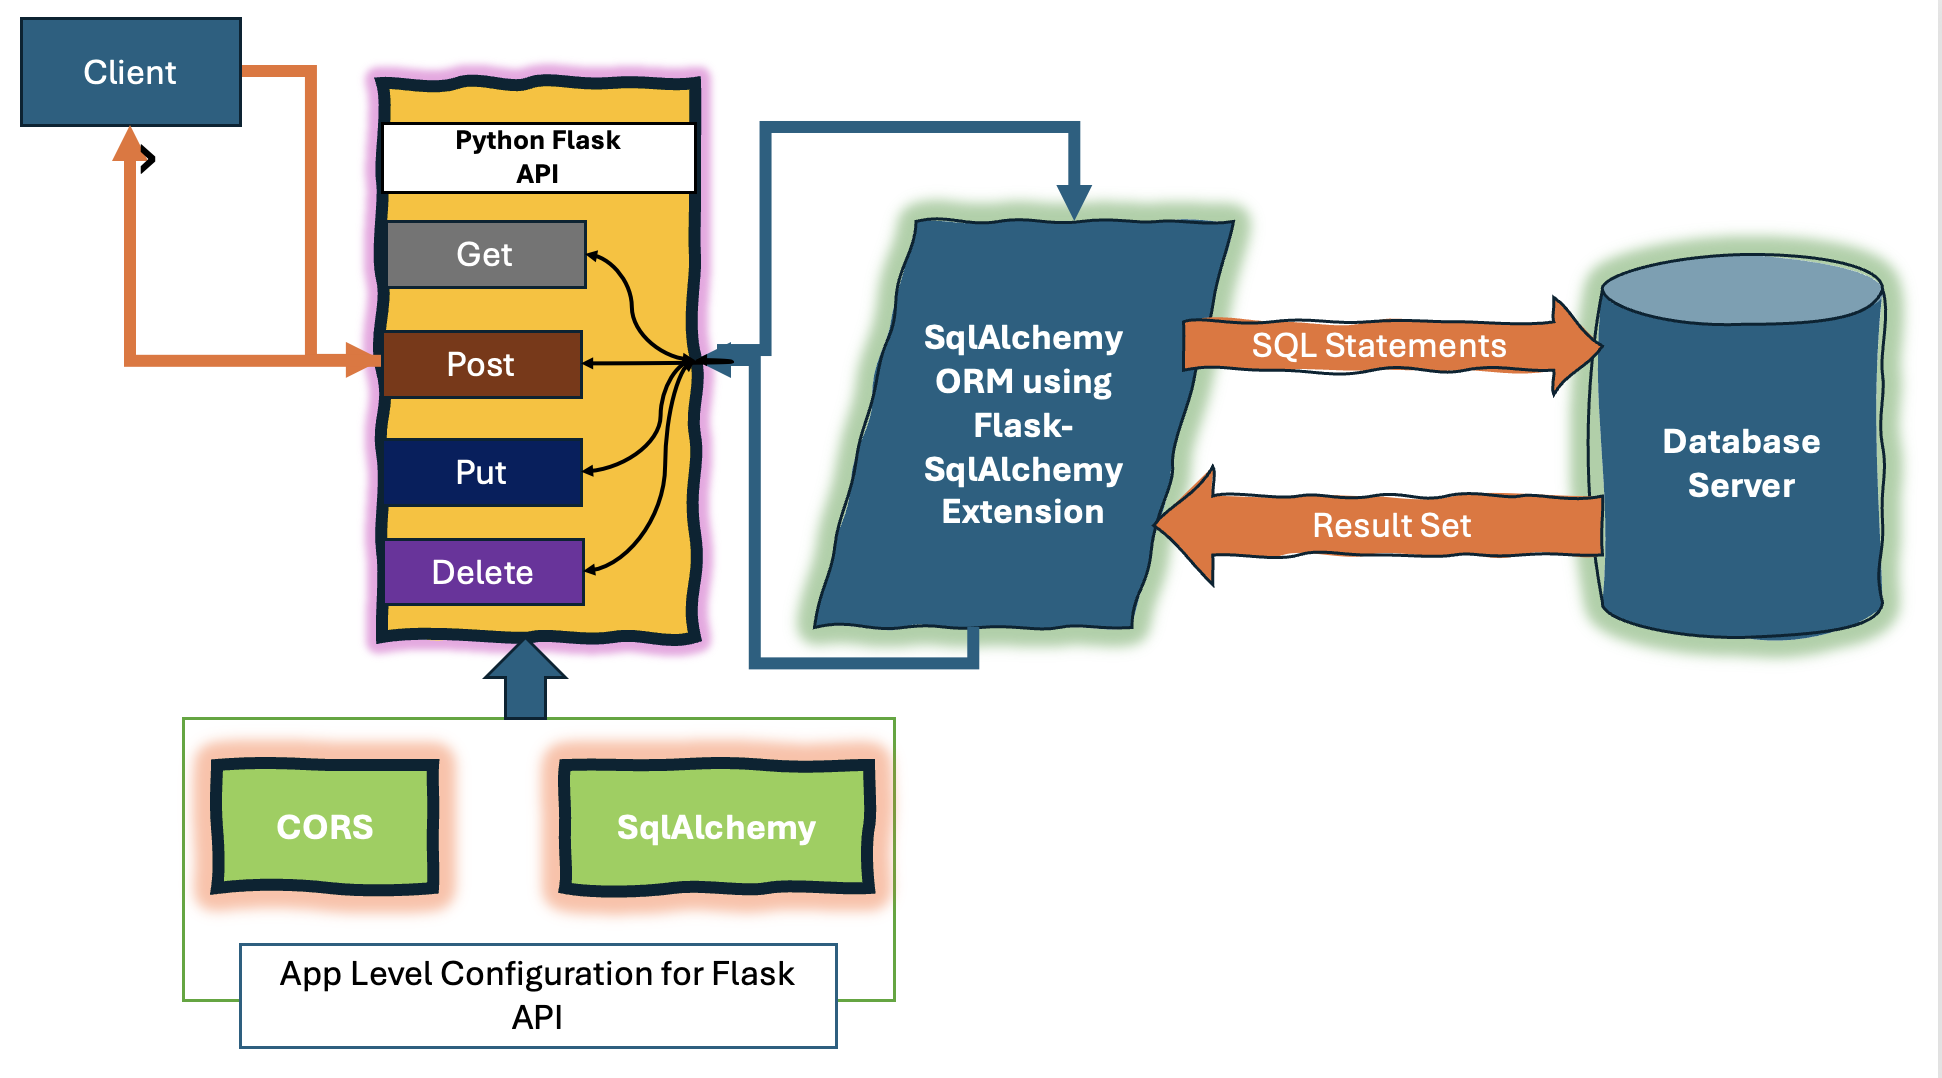 Client
Python Flask
API
Get
Post
Put
Delete
SqlAlchemy
ORM using
Flask-
SqlAlchemy
Extension
SQL Statements
Result Set
Database
Server
CORS
SqlAlchemy
App Level Configuration for Flask
API